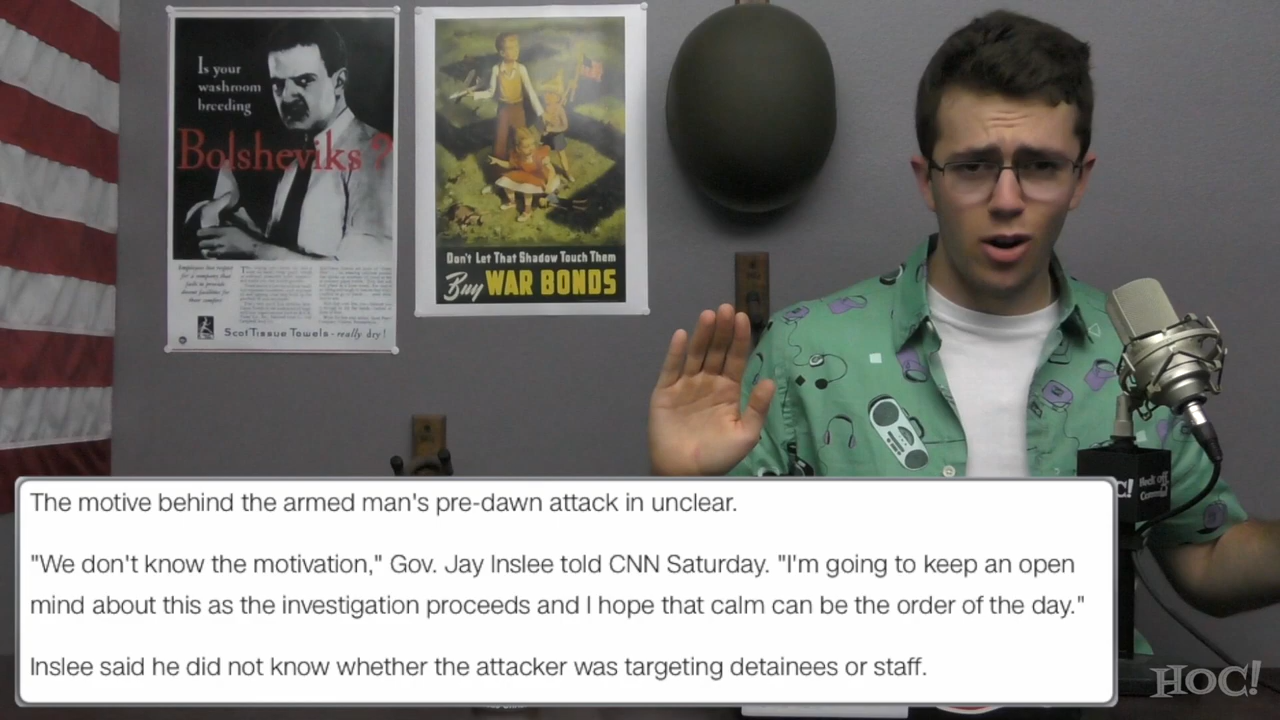 Is your
washroom
breeding
Bolsheviks?
ScotTissue Towels - really dry!
Don't Let That Shadow Touch Them
Buy WAR BONDS
The motive behind the armed man's pre-dawn attack in unclear.
"We don't know the motivation," Gov. Jay Inslee told CNN Saturday. "I'm going to keep an open
mind about this as the investigation proceeds and I hope that calm can be the order of the day."
Inslee said he did not know whether the attacker was targeting detainees or staff.
C!
HOC!